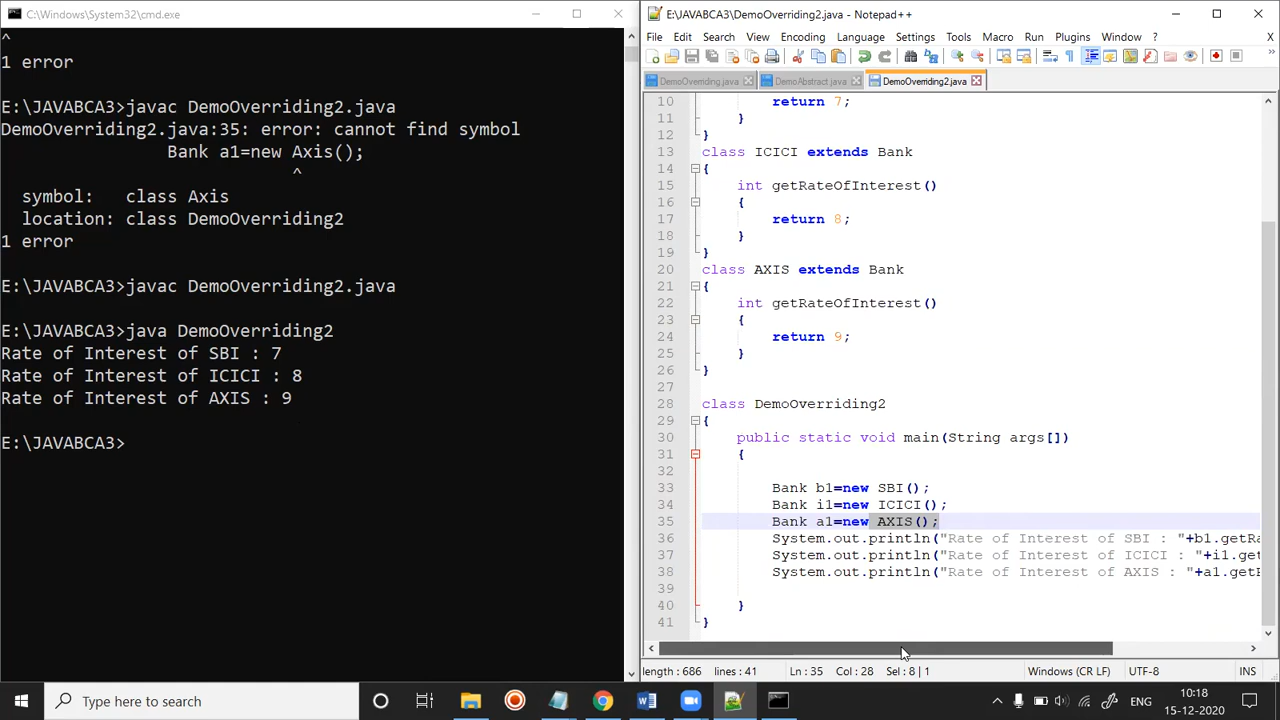 C:\Windows\System32\cmd.exe
^
1 error
E:\JAVABCA3>javac DemoOverriding2.java
DemoOverriding2.java:35: error: cannot find symbol
Bank a1=new Axis();
^
symbol: class Axis
location: class DemoOverriding2
1 error
E:\JAVABCA3>javac DemoOverriding2.java
E:\JAVABCA3>java DemoOverriding2
Rate of Interest of SBI : 7
Rate of Interest of ICICI : 8
Rate of Interest of AXIS : 9
E:\JAVABCA3>
E:\JAVABCA3\DemoOverriding2.java - Notepad++
File Edit Search View Encoding Language Settings Tools Macro Run Plugins Window ? X
DemoOverriding.java DemoAbstract.java DemoOverriding2.java
10 return 7;
11 }
12 }
13 class ICICI extends Bank
14 {
15 int getRateOfInterest()
16 {
17 return 8;
18 }
19 }
20 class AXIS extends Bank
21 {
22 int getRateOfInterest()
23 {
24 return 9;
25 }
26 }
27
28 class DemoOverriding2
29 {
30 public static void main(String args[])
31 {
32
33 Bank b1=new SBI();
34 Bank i1=new ICICI();
35 Bank a1=new AXIS();
36 System.out.println("Rate of Interest of SBI : "+b1.getRa
37 System.out.println("Rate of Interest of ICICI : "+i1.get
38 System.out.println("Rate of Interest of AXIS : "+a1.getR
39
40 }
41 }
length : 686 lines : 41 Ln : 35 Col : 28 Sel : 8 | 1 Windows (CR LF) UTF-8 INS
Type here to search
ENG
10:18
15-12-2020